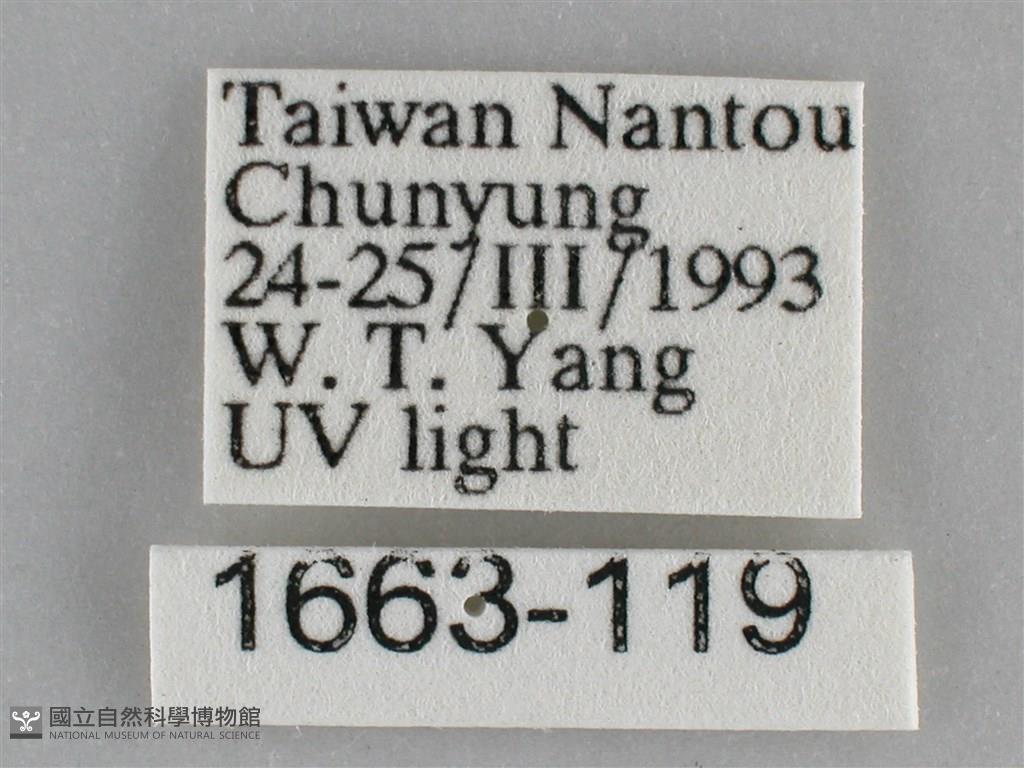 Taiwan Nantou
Chunyung
24-25/III/1993
W. T. Yang
UV light
1663-119
國立自然科學博物館
NATIONAL MUSEUM OF NATURAL SCIENCE